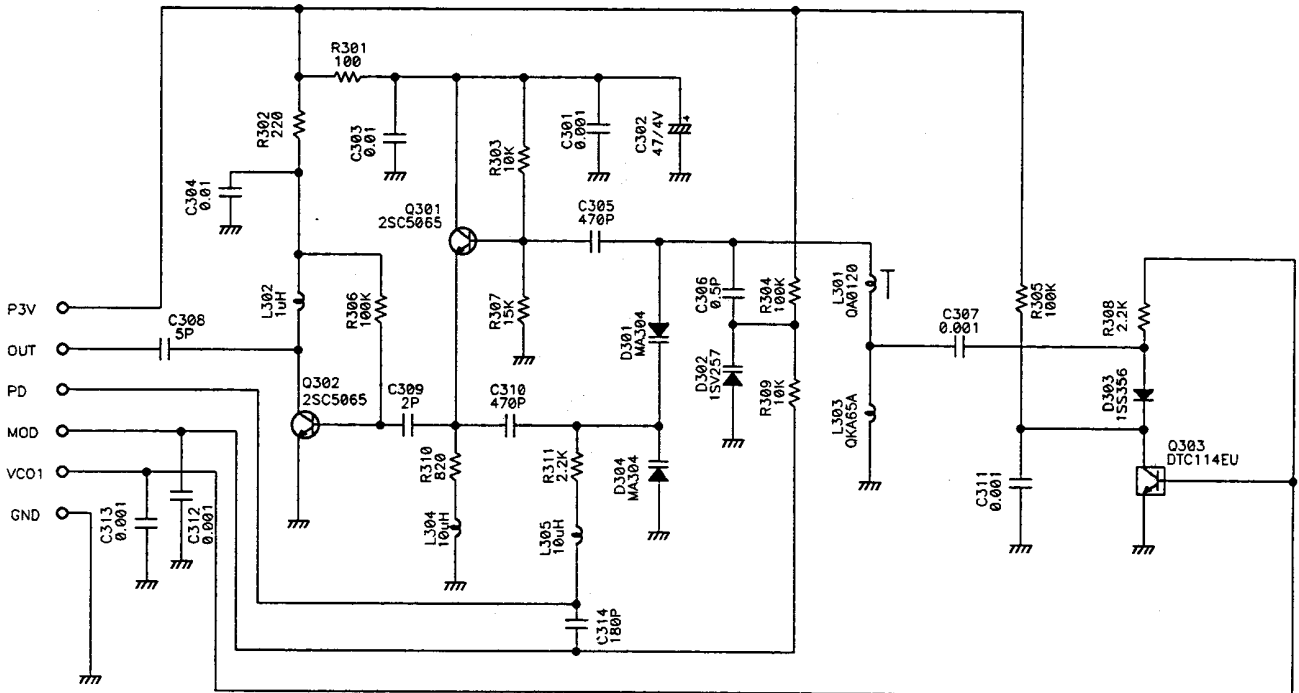 R301
100
R302
220
C303
0.01
R303
10K
C301
0.001
C302
47/4V
+
C304
0.01
Q301
2SC5065
C305
470P
L302
1uH
R306
100K
R307
15K
D301
MA304
C306
0.5P
R304
100K
L301
QA0120
T
C307
0.001
R305
100K
R308
2.2K
P3V
C308
5P
OUT
D302
1SV257
R309
10K
D303
1SS356
PD
Q302
2SC5065
C309
2P
C310
470P
L303
QKA65A
MOD
R310
820
R311
2.2K
D304
MA304
Q303
DTC114EU
VCO1
C311
0.001
GND
C313
0.001
C312
0.001
L304
10uH
L305
10uH
C314
180P